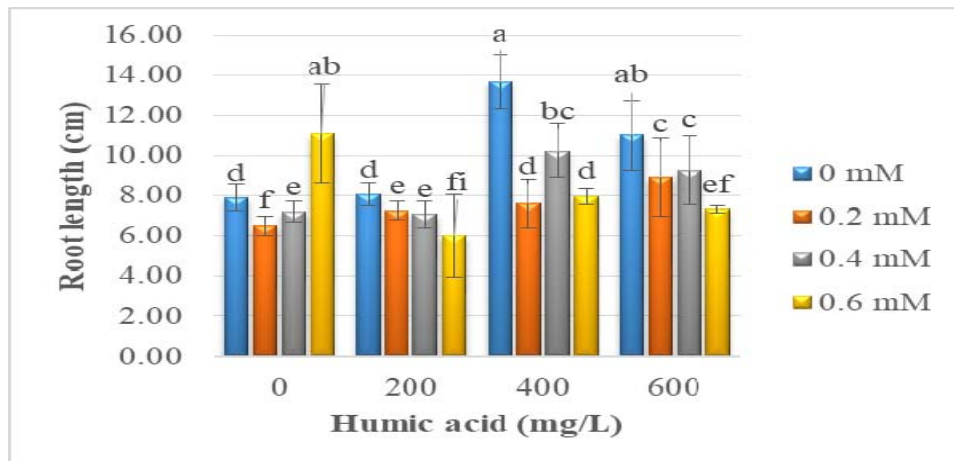 16.00
14.00
12.00
10.00
8.00
6.00
4.00
2.00
0.00
Root length (cm)
d f e ab
d e e fi
a d bc d
ab c c ef
0 200 400 600
Humic acid (mg/L)
0 mM
0.2 mM
0.4 mM
0.6 mM